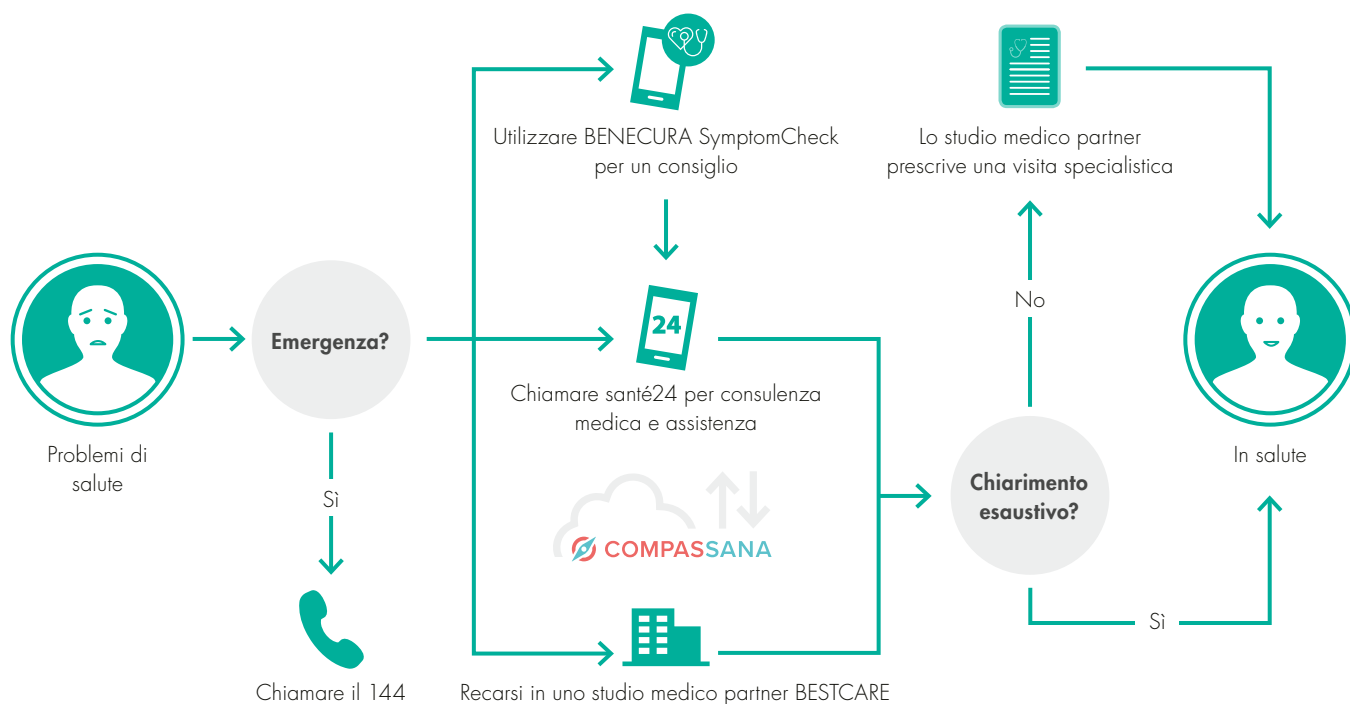 Utilizzare BENECURA SymptomCheck
per un consiglio
Lo studio medico partner
prescrive una visita specialistica
Problemi di
salute
Emergenza?
Sì
Chiamare il 144
24
Chiamare santé24 per consulenza
medica e assistenza
COMPASSANA
Recarsi in uno studio medico partner BESTCARE
Chiarimento
esaustivo?
No
Sì
In salute